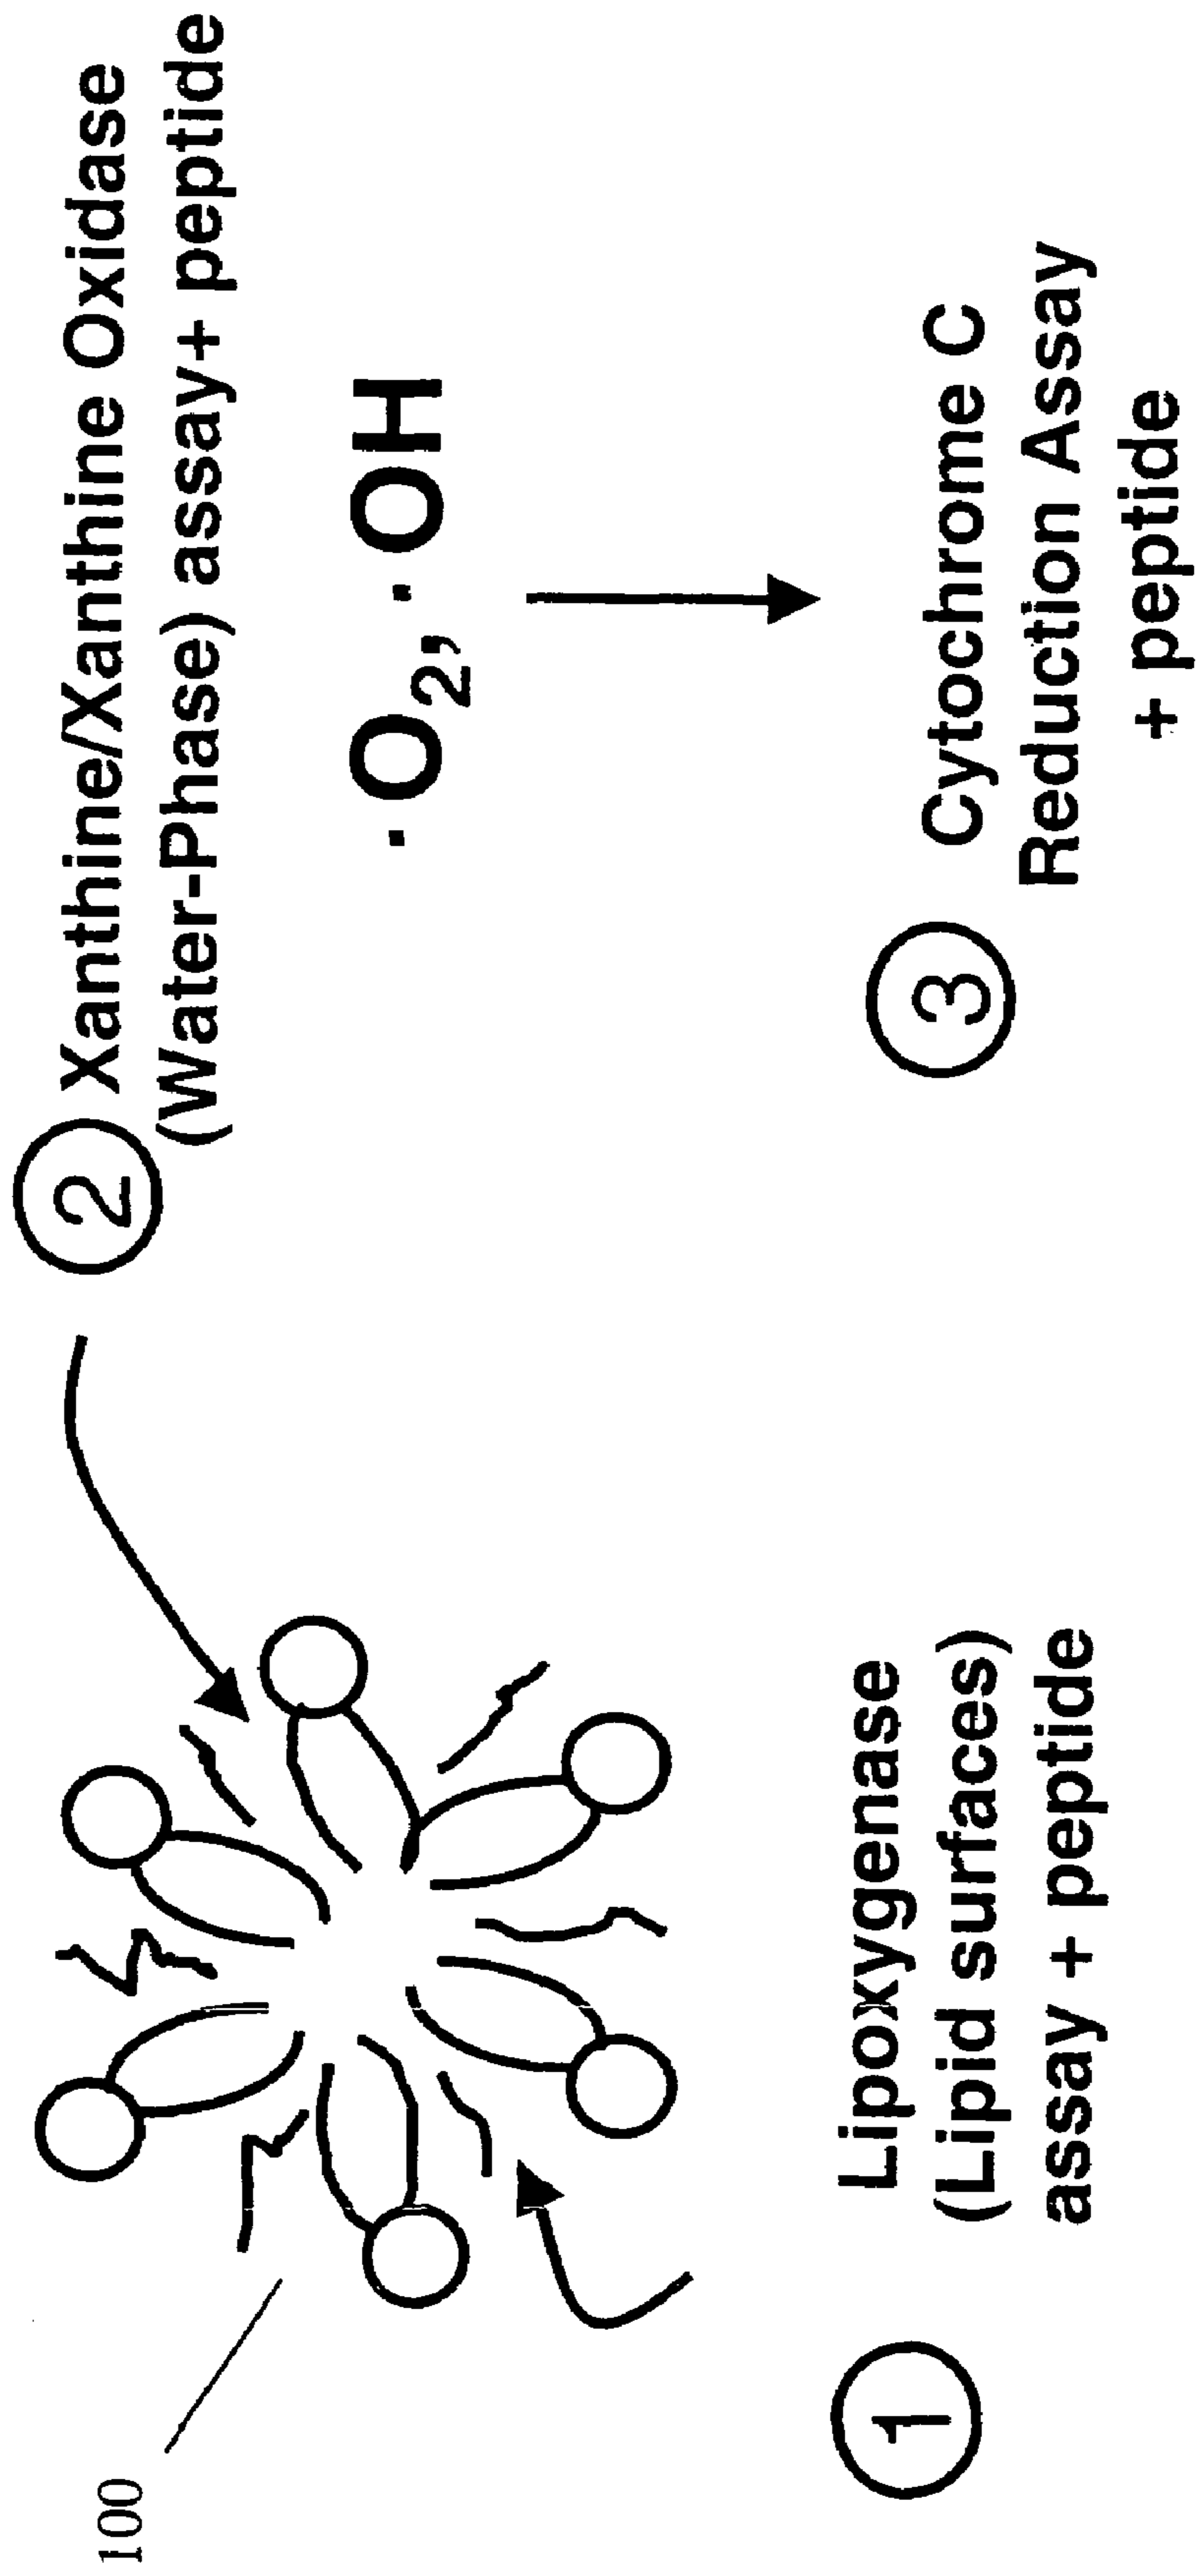 100
2
Xanthine/Xanthine Oxidase
(Water-Phase) assay+ peptide
·O2, ·OH
1
Lipoxygenase
(Lipid surfaces)
assay + peptide
3
Cytochrome C
Reduction Assay
+ peptide